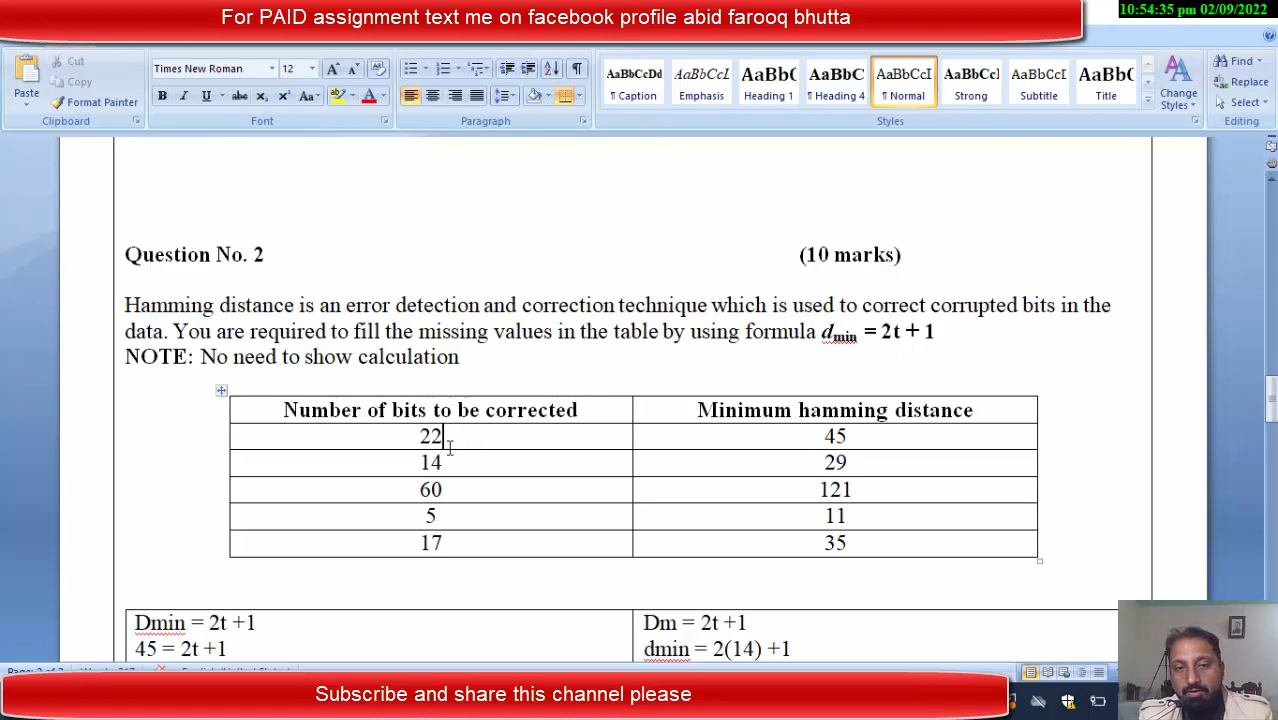 For PAID assignment text me on facebook profile abid farooq bhutta
10:54:35 pm 02/09/2022
Cut
Copy
Paste
Format Painter
Clipboard
Times New Roman
12
Font
Paragraph
AaBbCcDd AaBbCcL AaBb( AaBbC AaBbCcI AaBbCcl AaBbCcI AaBb(
¶ Caption Emphasis Heading 1 ¶ Heading 4 ¶ Normal Strong Subtitle Title
Change
Styles
Styles
Find
Replace
Select
Editing
Question No. 2 (10 marks)
Hamming distance is an error detection and correction technique which is used to correct corrupted bits in the
data. You are required to fill the missing values in the table by using formula dmin = 2t + 1
NOTE: No need to show calculation
Number of bits to be corrected Minimum hamming distance
22 45
14 29
60 121
5 11
17 35
Dmin = 2t +1 Dm = 2t +1
45 = 2t +1 dmin = 2(14) +1
Subscribe and share this channel please